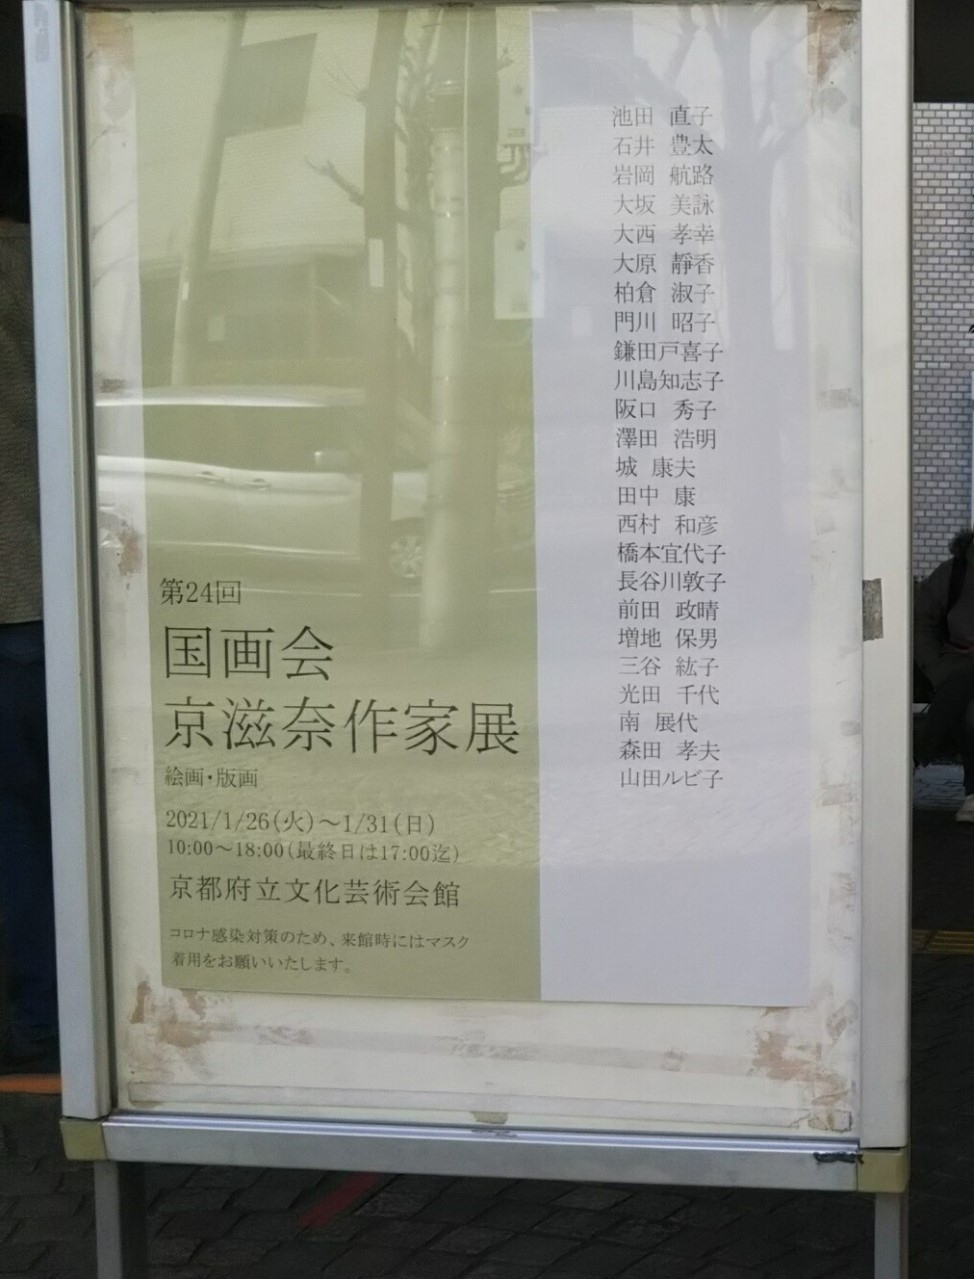 第24回
国画会
京滋奈作家展
絵画・版画
2021/1/26(火)～1/31(日)
10:00～18:00(最終日は17:00迄)
京都府立文化芸術会館
コロナ感染対策のため、来館時にはマスク
着用をお願いいたします。
池田 直子
石井 豊太
岩岡 航路
大坂 美詠
大西 孝幸
大原 靜香
柏倉 淑子
門川 昭子
鎌田戸喜子
川島知志子
阪口 秀子
澤田 浩明
城 康夫
田中 康
西村 和彦
橋本宜代子
長谷川敦子
前田 政晴
増地 保男
三谷 紘子
光田 千代
南 展代
森田 孝夫
山田ルビ子